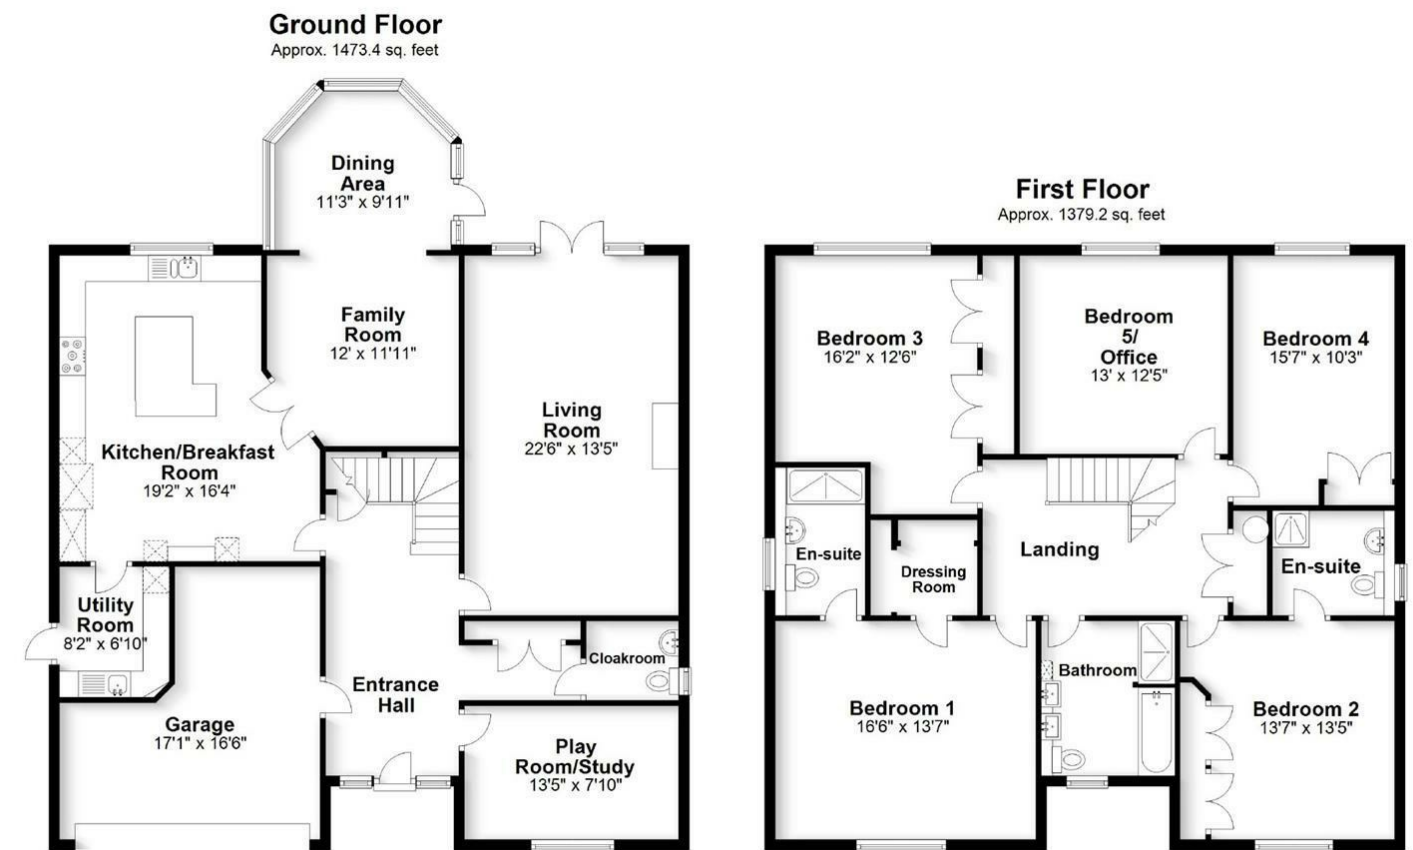 Ground Floor
Approx. 1473.4 sq. feet
Dining
Area
11'3" x 9'11"
Family
Room
12' x 11'11"
Living
Room
22'6" x 13'5"
Kitchen/Breakfast
Room
19'2" x 16'4"
Utility
Room
8'2" x 6'10"
Cloakroom
Entrance
Hall
Garage
17'1" x 16'6"
Play
Room/Study
13'5" x 7'10"
First Floor
Approx. 1379.2 sq. feet
Bedroom 3
16'2" x 12'6"
Bedroom
5/
Office
13' x 12'5"
Bedroom 4
15'7" x 10'3"
En-suite
Dressing
Room
Landing
En-suite
Bathroom
Bedroom 1
16'6" x 13'7"
Bedroom 2
13'7" x 13'5"